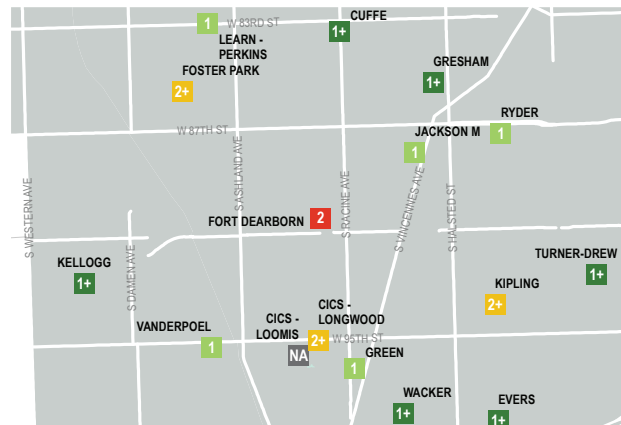 1
W 83RD ST
CUFFE
1+
LEARN -
PERKINS
FOSTER PARK
2+
GRESHAM
1+
RYDER
1
W 87TH ST
JACKSON M
1
S WESTERN AVE
S DAMEN AVE
S ASHLAND AVE
S RACINE AVE
S VINCENNES AVE
S HALSTED ST
FORT DEARBORN
2
KELLOGG
1+
TURNER-DREW
1+
KIPLING
2+
VANDERPOEL
1
CICS -
LOOMIS
NA
CICS -
LONGWOOD
2+
W 95TH ST
GREEN
1
WACKER
1+
EVERS
1+